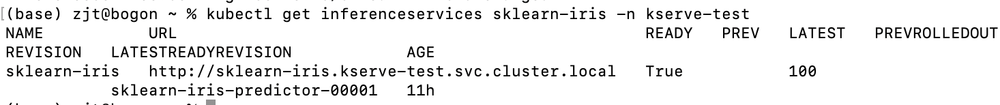 (base) zjt@bogon ~ % kubectl get inferenceservices sklearn-iris -n kserve-test
NAME URL READY PREV LATEST PREVROLLEDOUT
REVISION LATESTREADYREVISION AGE
sklearn-iris http://sklearn-iris.kserve-test.svc.cluster.local True 100
sklearn-iris-predictor-00001 11h